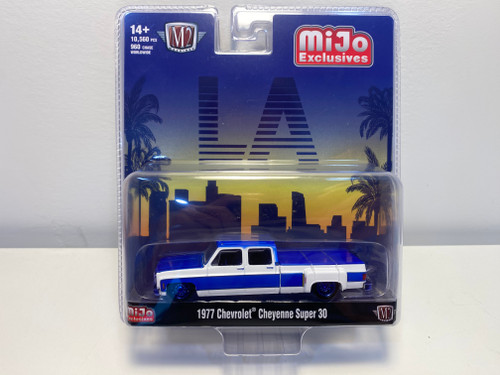 14+
10,560 PCS
960 CHASE
WORLDWIDE
M2
MACHINES
MiJo
Exclusives
LA
MiJo
Exclusives
1977 Chevrolet® Cheyenne Super 30
M2